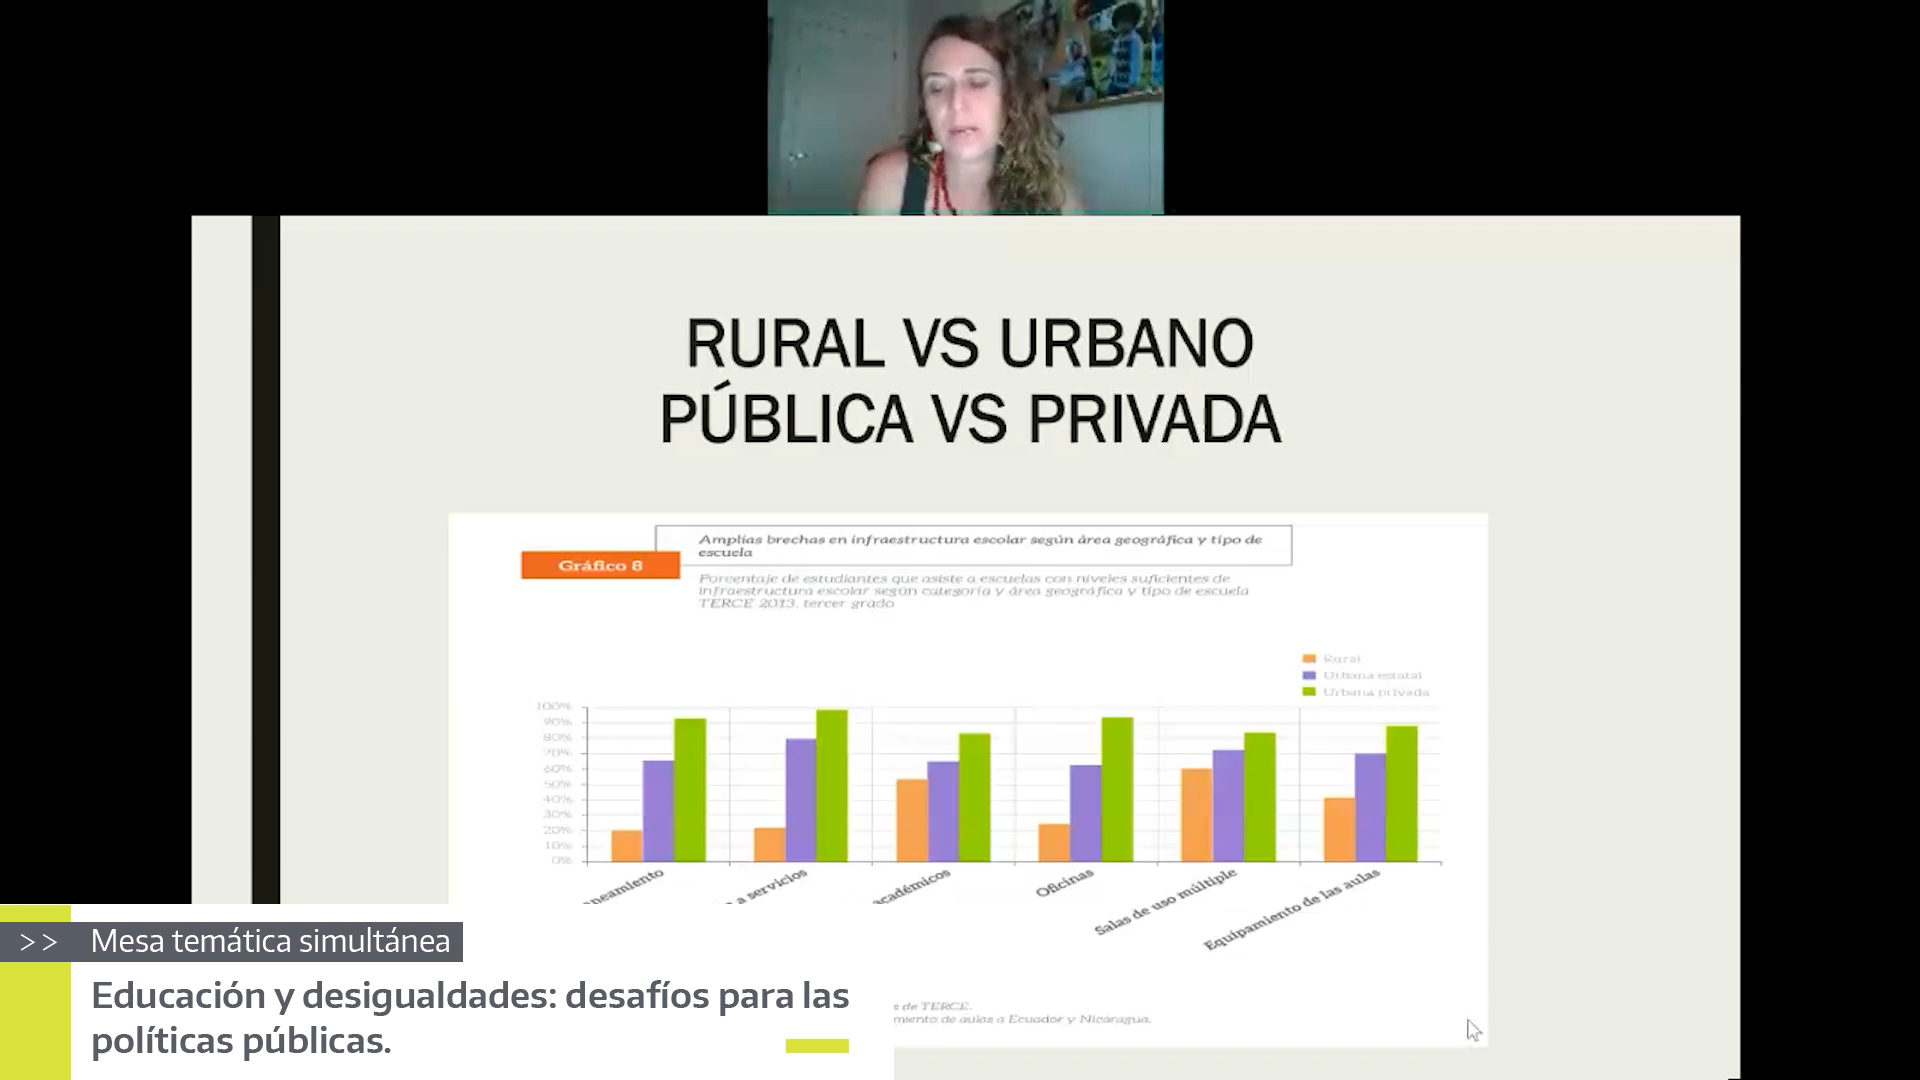 RURAL VS URBANO
PÚBLICA VS PRIVADA
Amplias brechas en infraestructura escolar según área geográfica y tipo de
escuela
Gráfico 8
Porcentaje de estudiantes que asiste a escuelas con niveles suficientes de
infraestructura escolar según categoría y área geográfica y tipo de escuela
TERCE 2013, tercer grado
Rural
Urbana estatal
Urbana privada
100%
90%
80%
70%
60%
50%
40%
30%
20%
10%
0%
neamiento
a servicios
académicos
Oficinas
Salas de uso múltiple
Equipamiento de las aulas
de TERCE.
miento de aulas a Ecuador y Nicaragua.
>> Mesa temática simultánea
Educación y desigualdades: desafíos para las
políticas públicas.